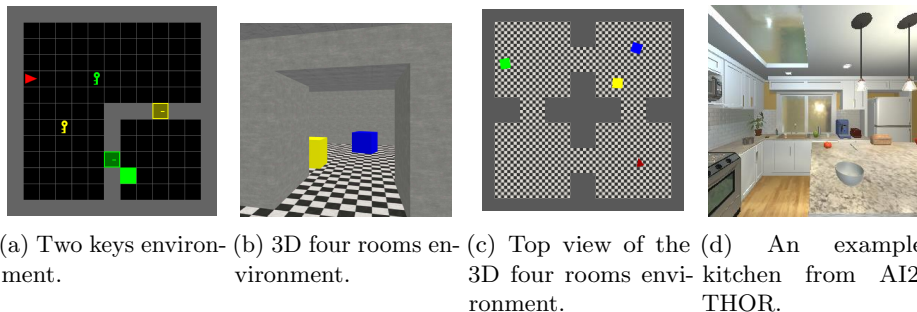 (a) Two keys environ-
ment.
(b) 3D four rooms en-
vironment.
(c) Top view of the
3D four rooms envi-
ronment.
(d) An example
kitchen from AI2
THOR.